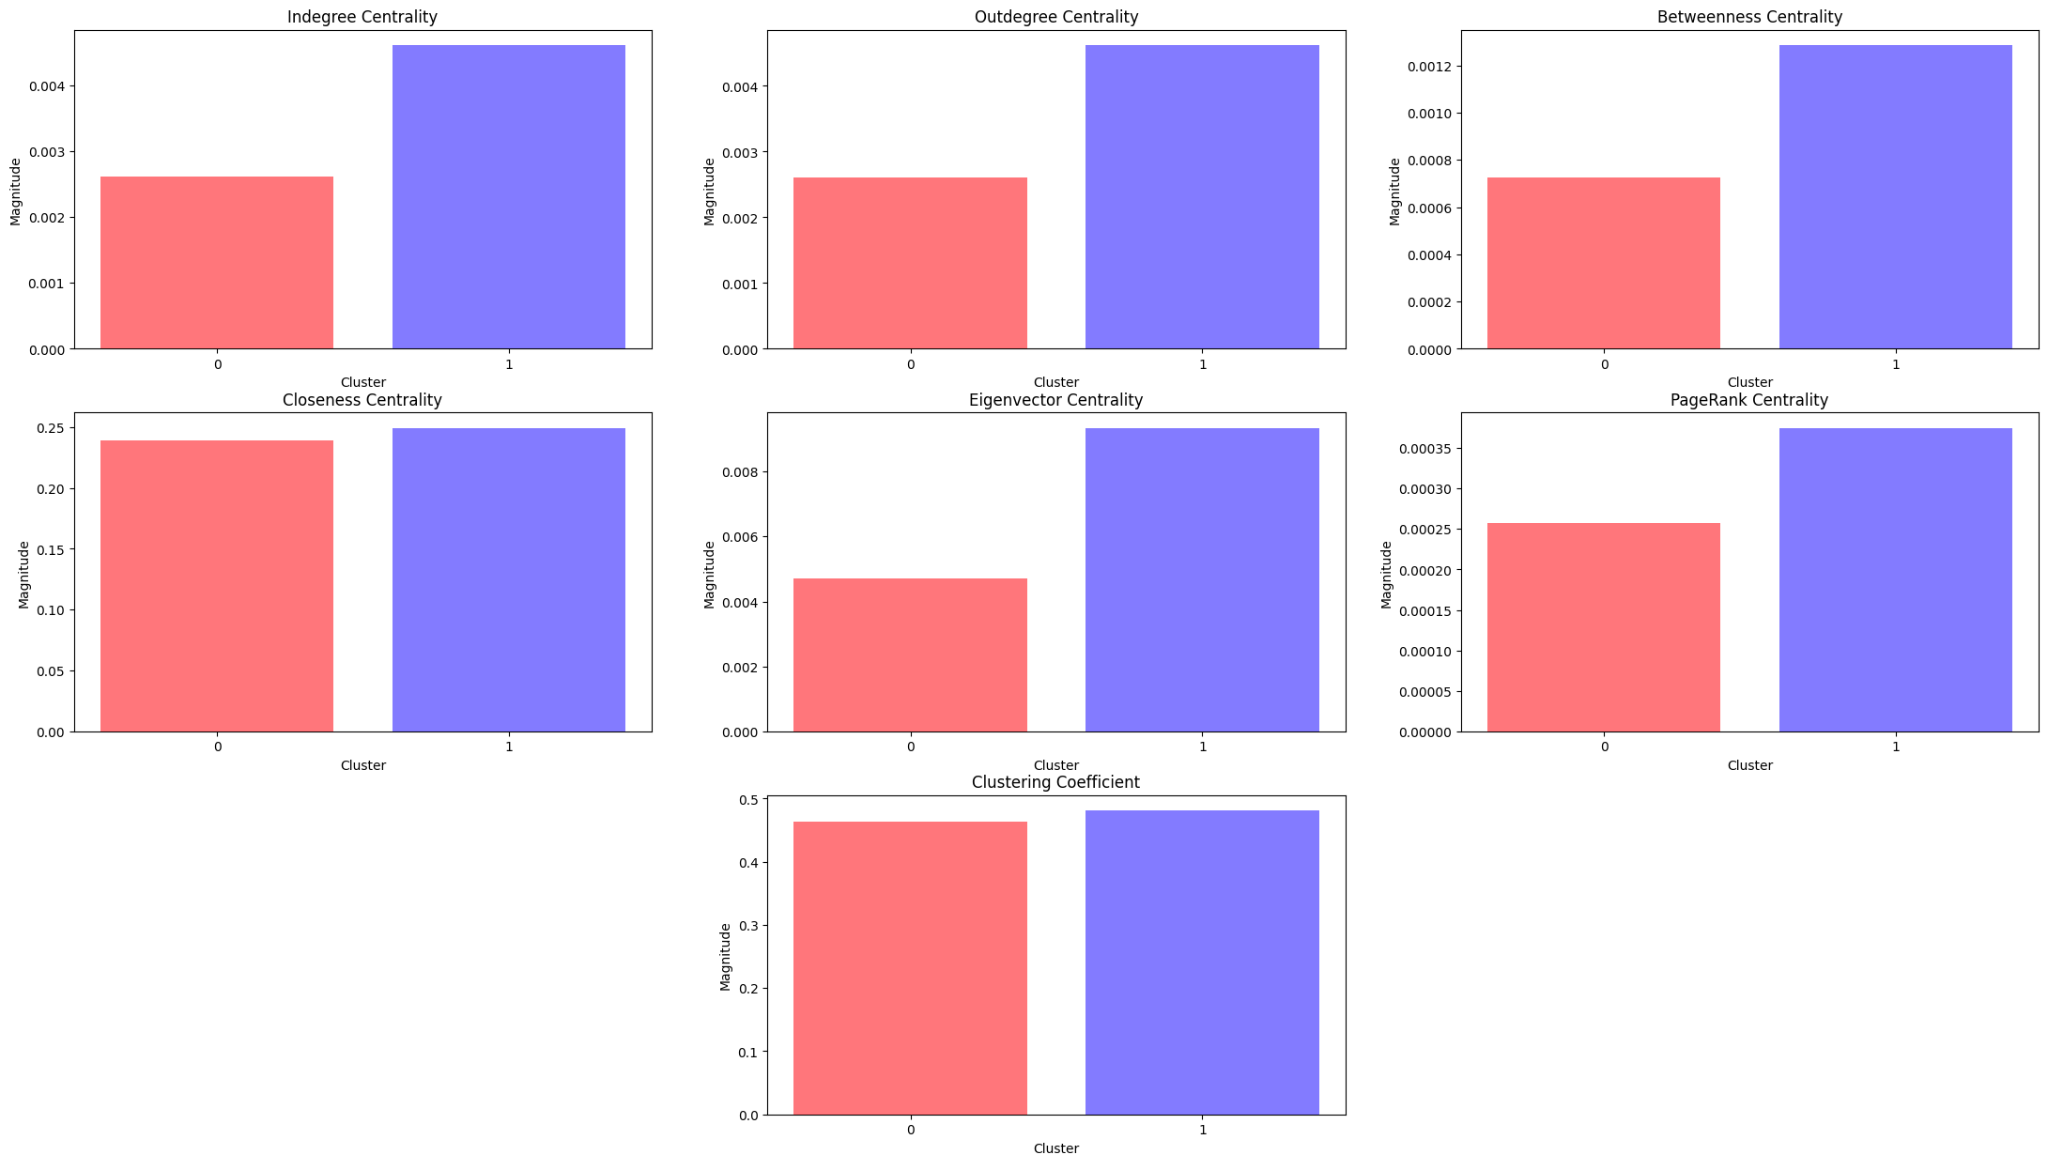 Indegree Centrality
Magnitude
0.004
0.003
0.002
0.001
0.000
0 1
Cluster
Outdegree Centrality
Magnitude
0.004
0.003
0.002
0.001
0.000
0 1
Cluster
Betweenness Centrality
Magnitude
0.0012
0.0010
0.0008
0.0006
0.0004
0.0002
0.0000
0 1
Cluster
Closeness Centrality
Magnitude
0.25
0.20
0.15
0.10
0.05
0.00
0 1
Cluster
Eigenvector Centrality
Magnitude
0.008
0.006
0.004
0.002
0.000
0 1
Cluster
PageRank Centrality
Magnitude
0.00035
0.00030
0.00025
0.00020
0.00015
0.00010
0.00005
0.00000
0 1
Cluster
Clustering Coefficient
Magnitude
0.5
0.4
0.3
0.2
0.1
0.0
0 1
Cluster